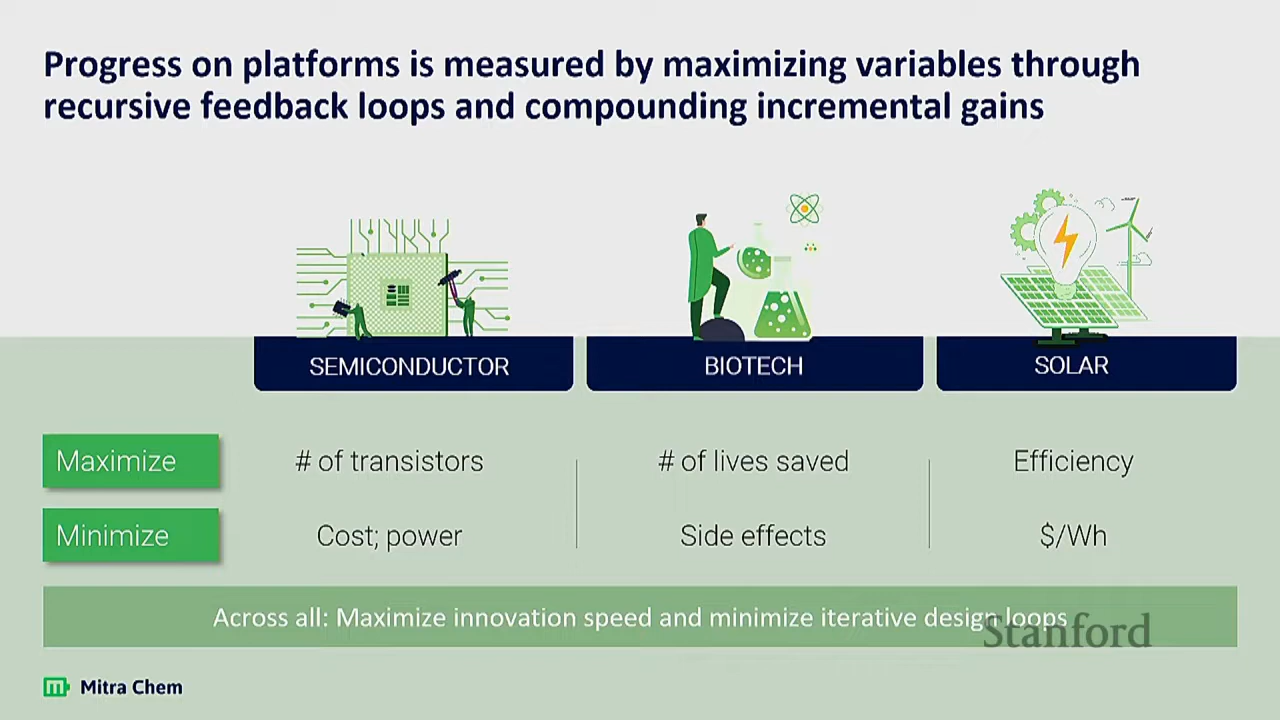 Progress on platforms is measured by maximizing variables through
recursive feedback loops and compounding incremental gains
SEMICONDUCTOR BIOTECH SOLAR
Maximize # of transistors # of lives saved Efficiency
Minimize Cost; power Side effects $/Wh
Across all: Maximize innovation speed and minimize iterative design loops
Stanford
Mitra Chem